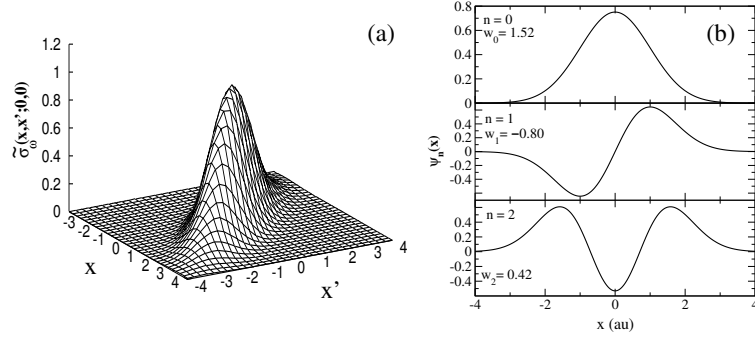 (a)
1.2
1
0.8
0.6
0.4
0.2
0
σ̃ω(x,x';0,0)
-3 -2 -1 0 1 2 3 4
x
-4 -3 -2 -1 0 1 2 3 4
x'
(b)
n = 0
w0 = 1.52
0.8
0.6
0.4
0.2
0
n = 1
w1 = −0.80
0.4
0.2
0
-0.2
-0.4
ψn(x)
n = 2
w2 = 0.42
0.4
0.2
0
-0.2
-0.4
-4 -2 0 2 4
x (au)